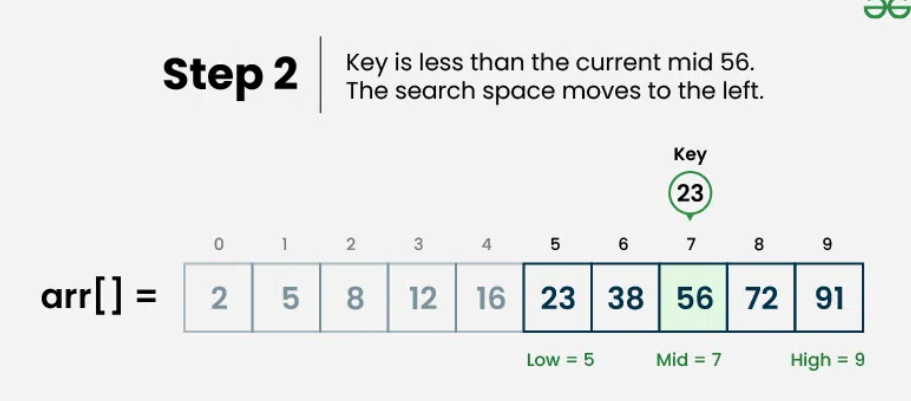 Step 2
Key is less than the current mid 56.
The search space moves to the left.
Key
23
0 1 2 3 4 5 6 7 8 9
arr[] = 2 5 8 12 16 23 38 56 72 91
Low = 5 Mid = 7 High = 9